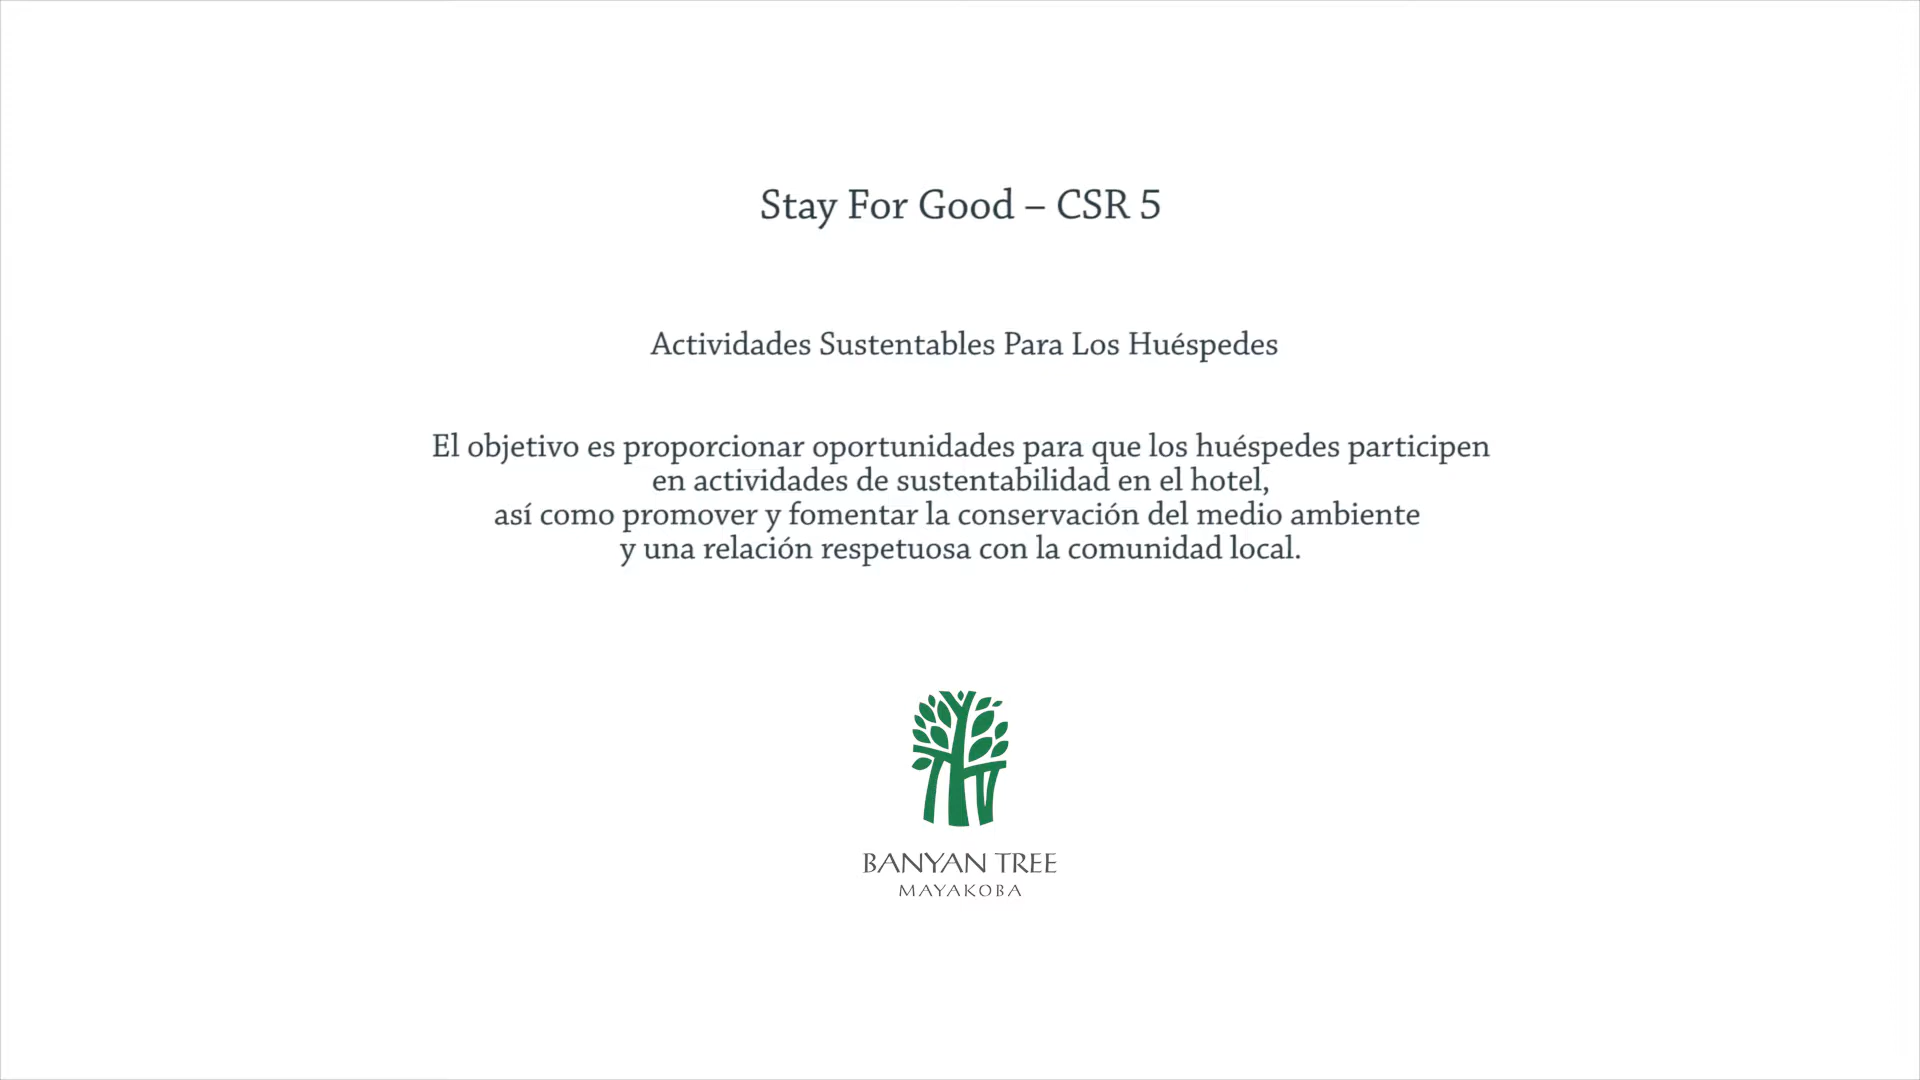 Stay For Good – CSR 5
Actividades Sustentables Para Los Huéspedes
El objetivo es proporcionar oportunidades para que los huéspedes participen
en actividades de sustentabilidad en el hotel,
así como promover y fomentar la conservación del medio ambiente
y una relación respetuosa con la comunidad local.
BANYAN TREE
MAYAKOBA